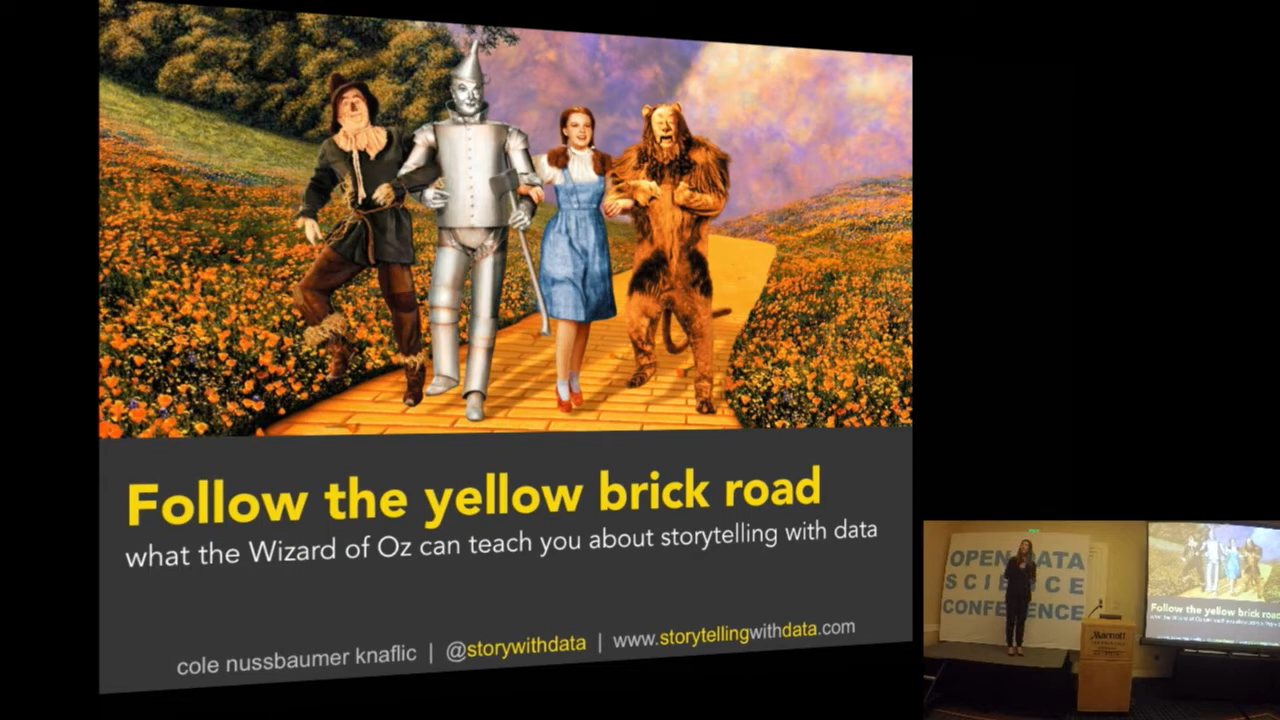 Follow the yellow brick road
what the Wizard of Oz can teach you about storytelling with data
cole nussbaumer knaflic | @storywithdata | www.storytellingwithdata.com
OPEN DATA
SCIENCE
CONFERENCE
Marriott
Follow the yellow brick road